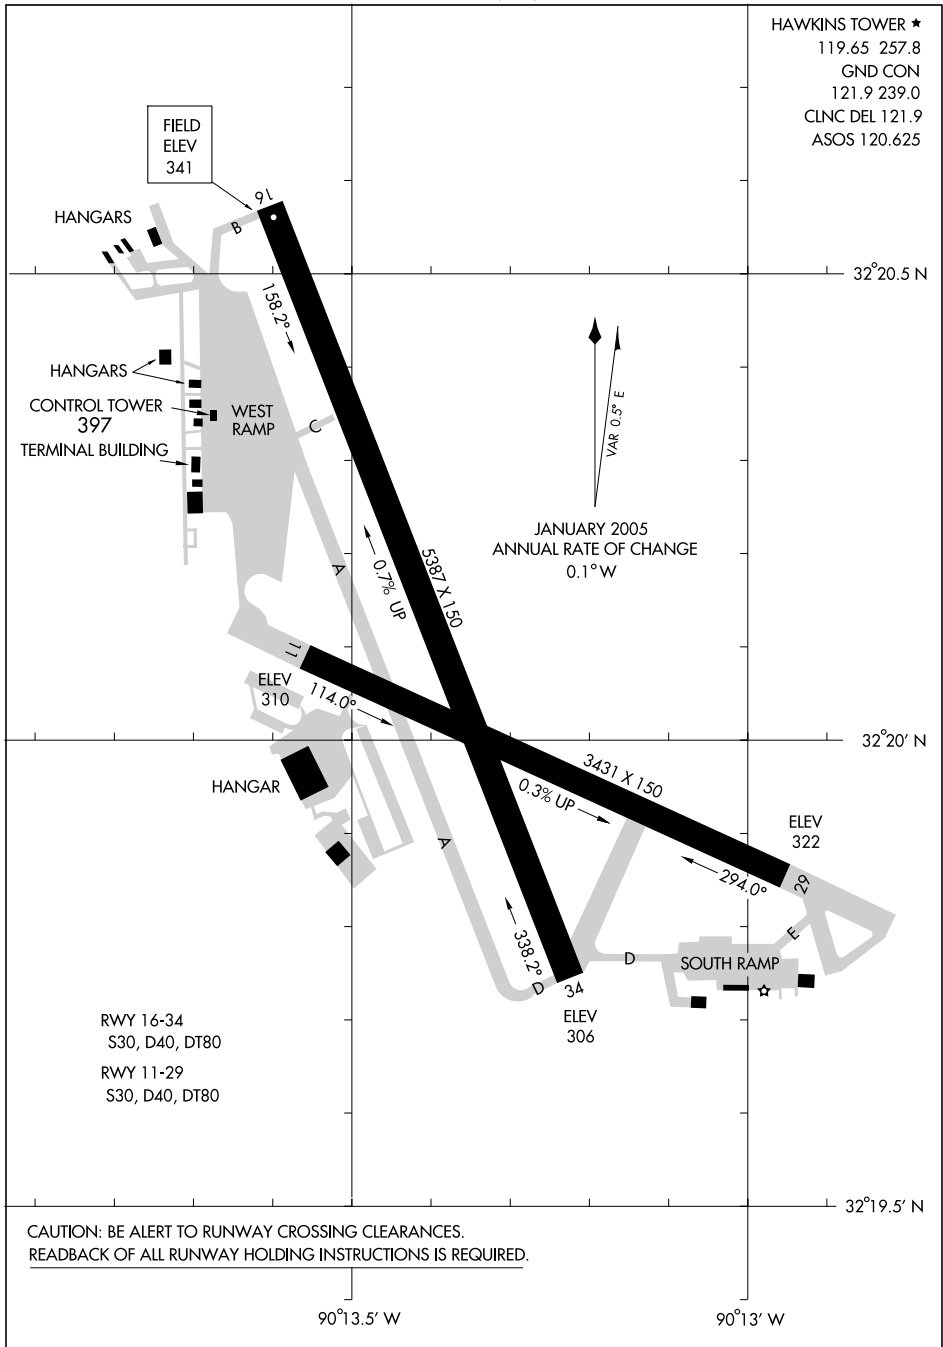 HAWKINS TOWER ★
119.65 257.8
GND CON
121.9 239.0
CLNC DEL 121.9
ASOS 120.625
FIELD
ELEV
341
16
HANGARS
B
32°20.5 N
158.2°
HANGARS
CONTROL TOWER
397
TERMINAL BUILDING
WEST
RAMP
C
VAR 0.5° E
JANUARY 2005
ANNUAL RATE OF CHANGE
0.1° W
A
0.7% UP
5387 X 150
11
ELEV
310
114.0°
32°20' N
HANGAR
3431 X 150
0.3% UP
A
ELEV
322
294.0°
29
E
338.2°
D
SOUTH RAMP
D
34
ELEV
306
RWY 16-34
S30, D40, DT80
RWY 11-29
S30, D40, DT80
32°19.5' N
CAUTION: BE ALERT TO RUNWAY CROSSING CLEARANCES.
READBACK OF ALL RUNWAY HOLDING INSTRUCTIONS IS REQUIRED.
90°13.5' W
90°13' W